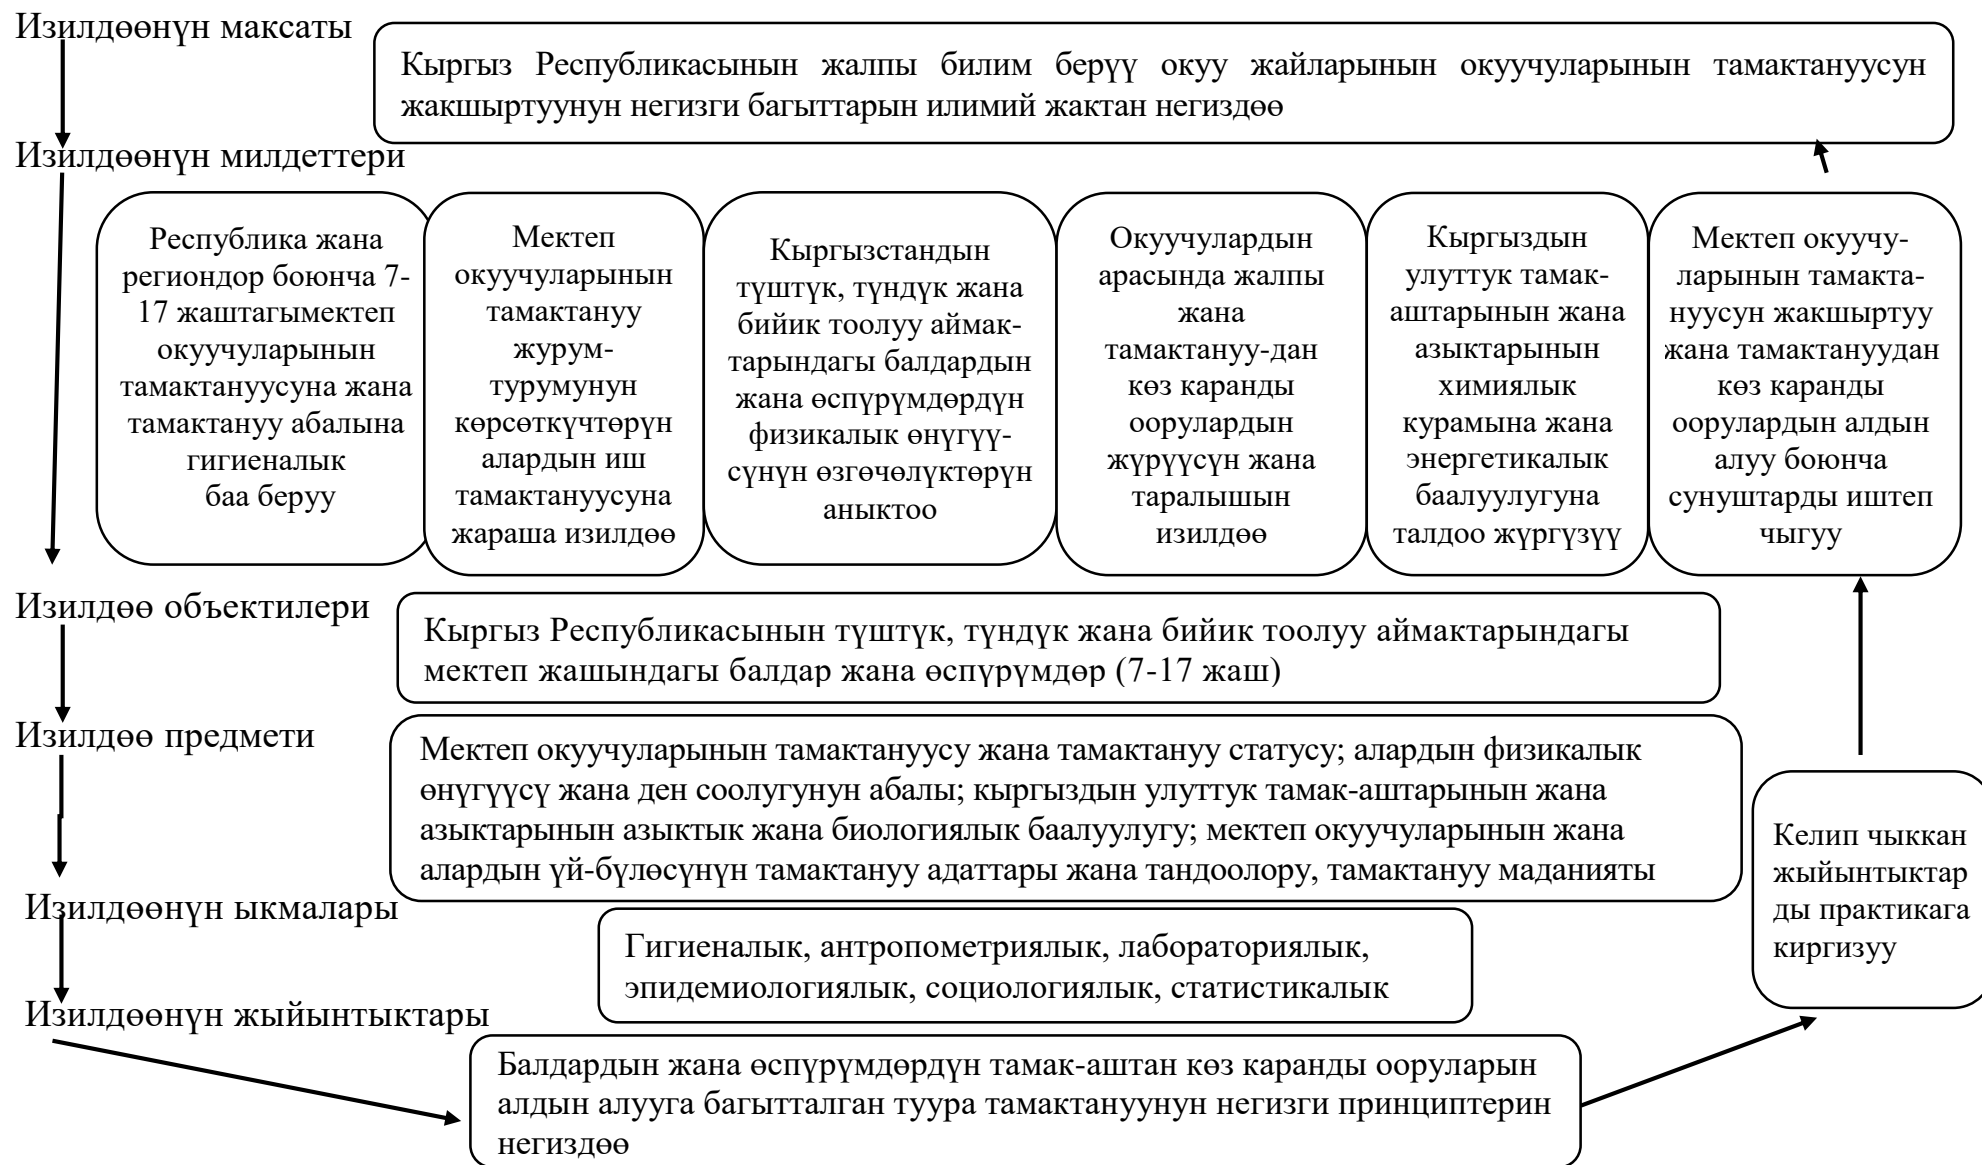 Изилдөөнүн максаты
Кыргыз Республикасынын жалпы билим берүү окуу жайларынын окуучуларынын тамактануусун
жакшыртуунун негизги багыттарын илимий жактан негиздөө
Изилдөөнүн милдеттери
Республика жана
региондор боюнча 7-
17 жаштагымектеп
окуучуларынын
тамактануусуна жана
тамактануу абалына
гигиеналык
баа беруу
Мектеп
окуучуларынын
тамактануу
журум-
турумунун
көрсөткүчтөрүн
алардын иш
тамактануусуна
жараша изилдөө
Кыргызстандын
түштүк, түндүк жана
бийик тоолуу аймак-
тарындагы балдардын
жана өспүрүмдөрдүн
физикалык өнүгүү-
сүнүн өзгөчөлүктөрүн
аныктоо
Окуучулардын
арасында жалпы
жана
тамактануу-дан
көз каранды
оорулардын
жүрүүсүн жана
таралышын
изилдөө
Кыргыздын
улуттук тамак-
аштарынын жана
азыктарынын
химиялык
курамына жана
энергетикалык
баалуулугуна
талдоо жүргүзүү
Мектеп окуучу-
ларынын тамакта-
нуусун жакшыртуу
жана тамактануудан
көз каранды
оорулардын алдын
алуу боюнча
сунуштарды иштеп
чыгуу
Изилдөө объектилери
Кыргыз Республикасынын түштүк, түндүк жана бийик тоолуу аймактарындагы
мектеп жашындагы балдар жана өспүрүмдөр (7-17 жаш)
Изилдөө предмети
Мектеп окуучуларынын тамактануусу жана тамактануу статусу; алардын физикалык
өнүгүүсү жана ден соолугунун абалы; кыргыздын улуттук тамак-аштарынын жана
азыктарынын азыктык жана биологиялык баалуулугу; мектеп окуучуларынын жана
алардын үй-бүлөсүнүн тамактануу адаттары жана тандоолору, тамактануу маданияты
Келип чыккан
жыйынтыктар
ды практикага
киргизуу
Изилдөөнүн ыкмалары
Гигиеналык, антропометриялык, лабораториялык,
эпидемиологиялык, социологиялык, статистикалык
Изилдөөнүн жыйынтыктары
Балдардын жана өспүрүмдөрдүн тамак-аштан көз каранды ооруларын
алдын алууга багытталган туура тамактануунун негизги принциптерин
негиздөө